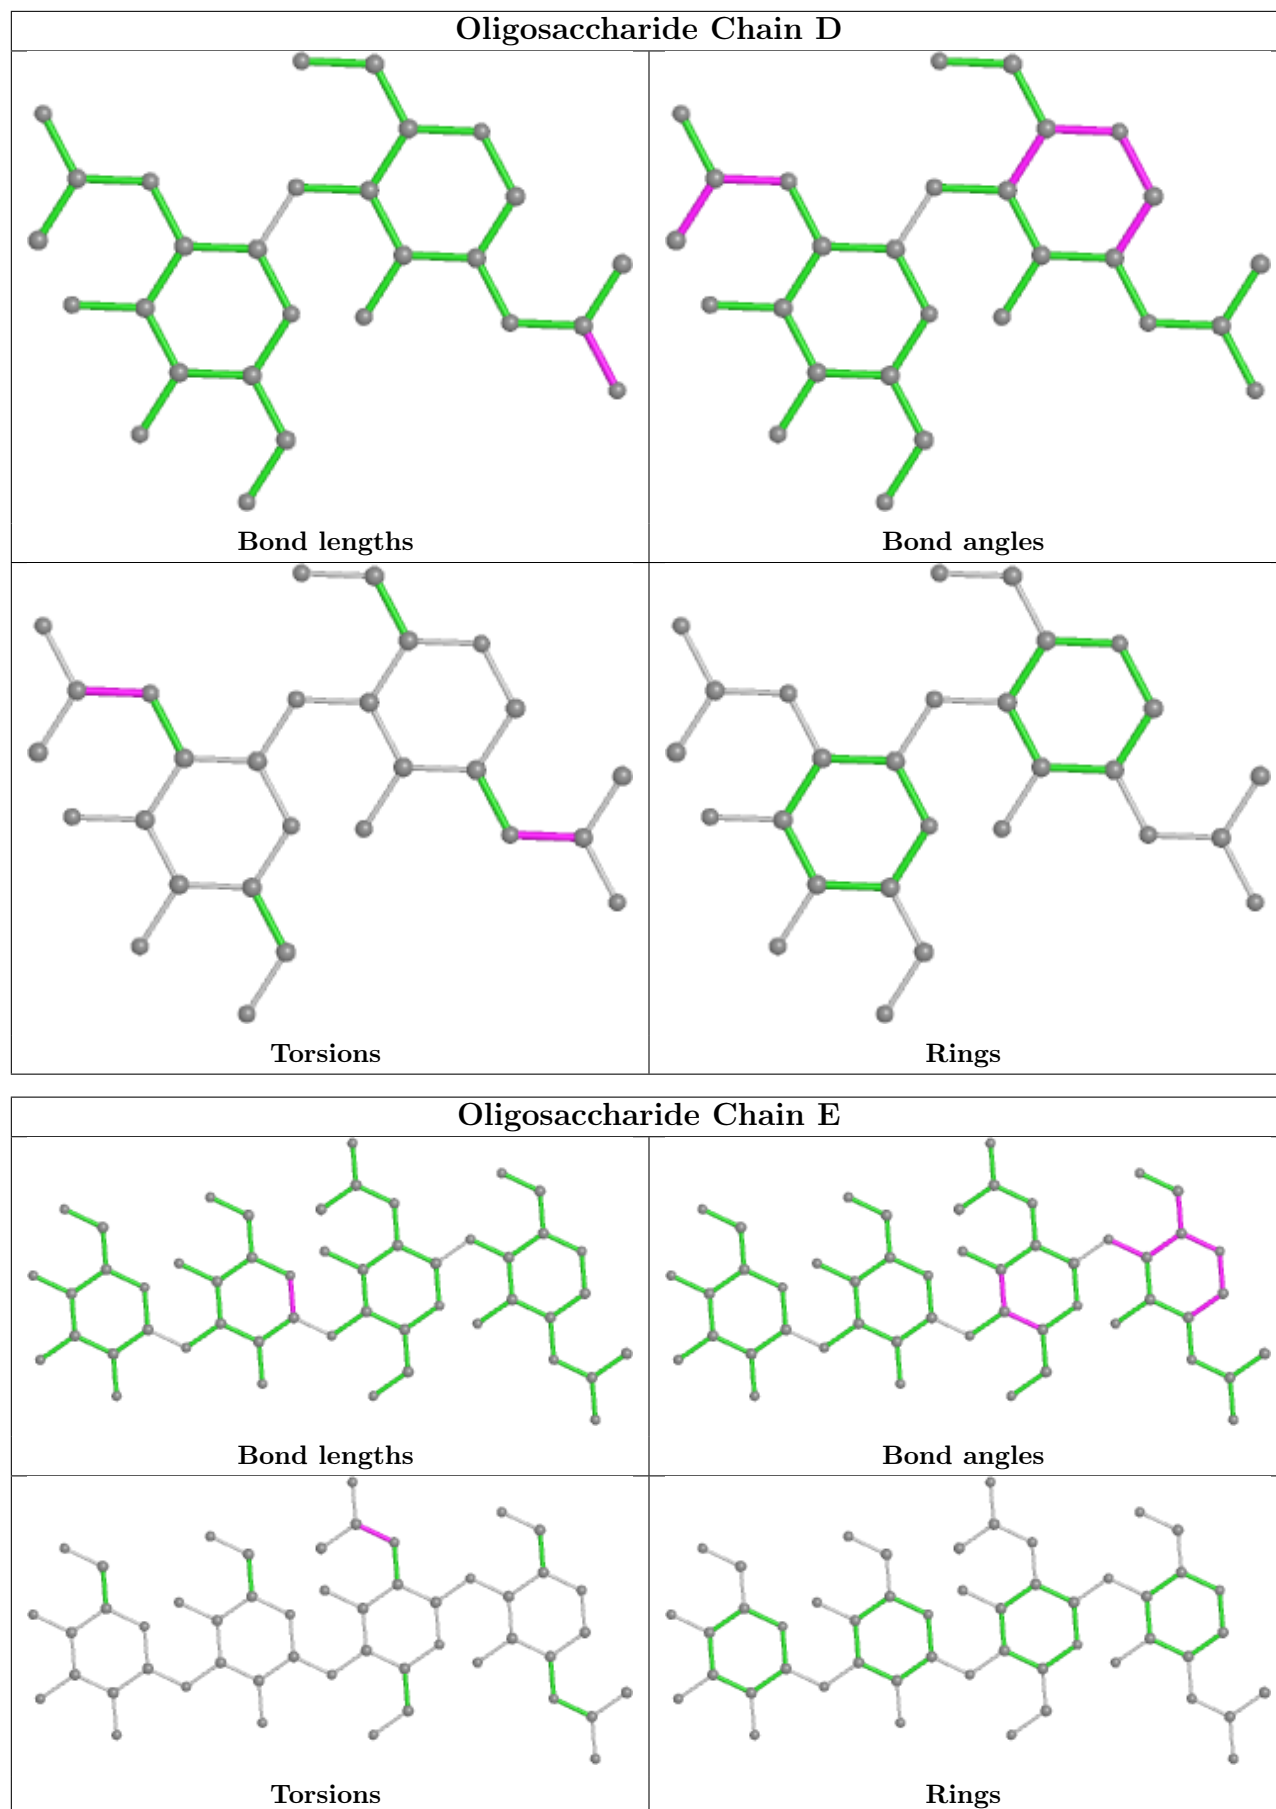 Oligosaccharide Chain D
Bond lengths
Bond angles
Torsions
Rings
Oligosaccharide Chain E
Bond lengths
Bond angles
Torsions
Rings